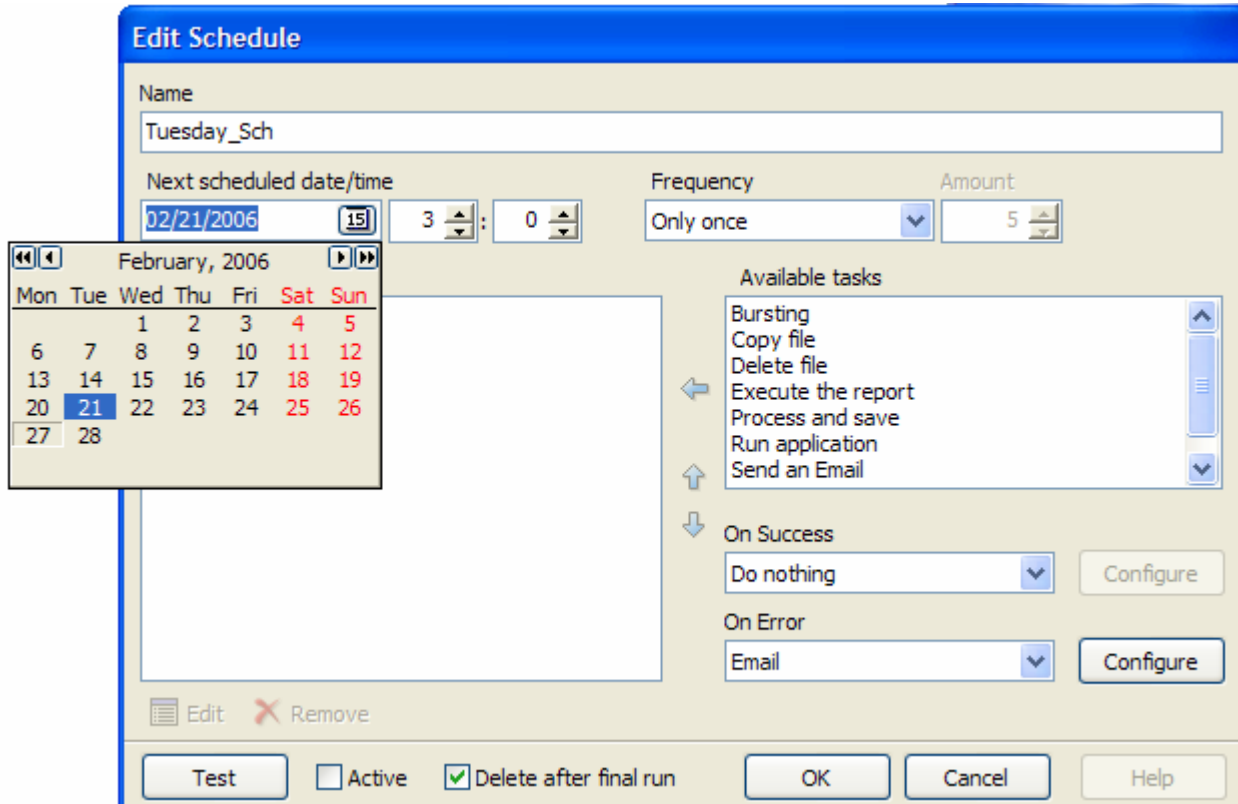 Edit Schedule
Name
Tuesday_Sch
Next scheduled date/time
Frequency
Amount
02/21/2006 15 3 : 0
Only once
5
February, 2006
Mon Tue Wed Thu Fri Sat Sun
1 2 3 4 5
6 7 8 9 10 11 12
13 14 15 16 17 18 19
20 21 22 23 24 25 26
27 28
Available tasks
Bursting
Copy file
Delete file
Execute the report
Process and save
Run application
Send an Email
On Success
Do nothing
Configure
On Error
Email
Configure
Edit Remove
Test Active Delete after final run OK Cancel Help